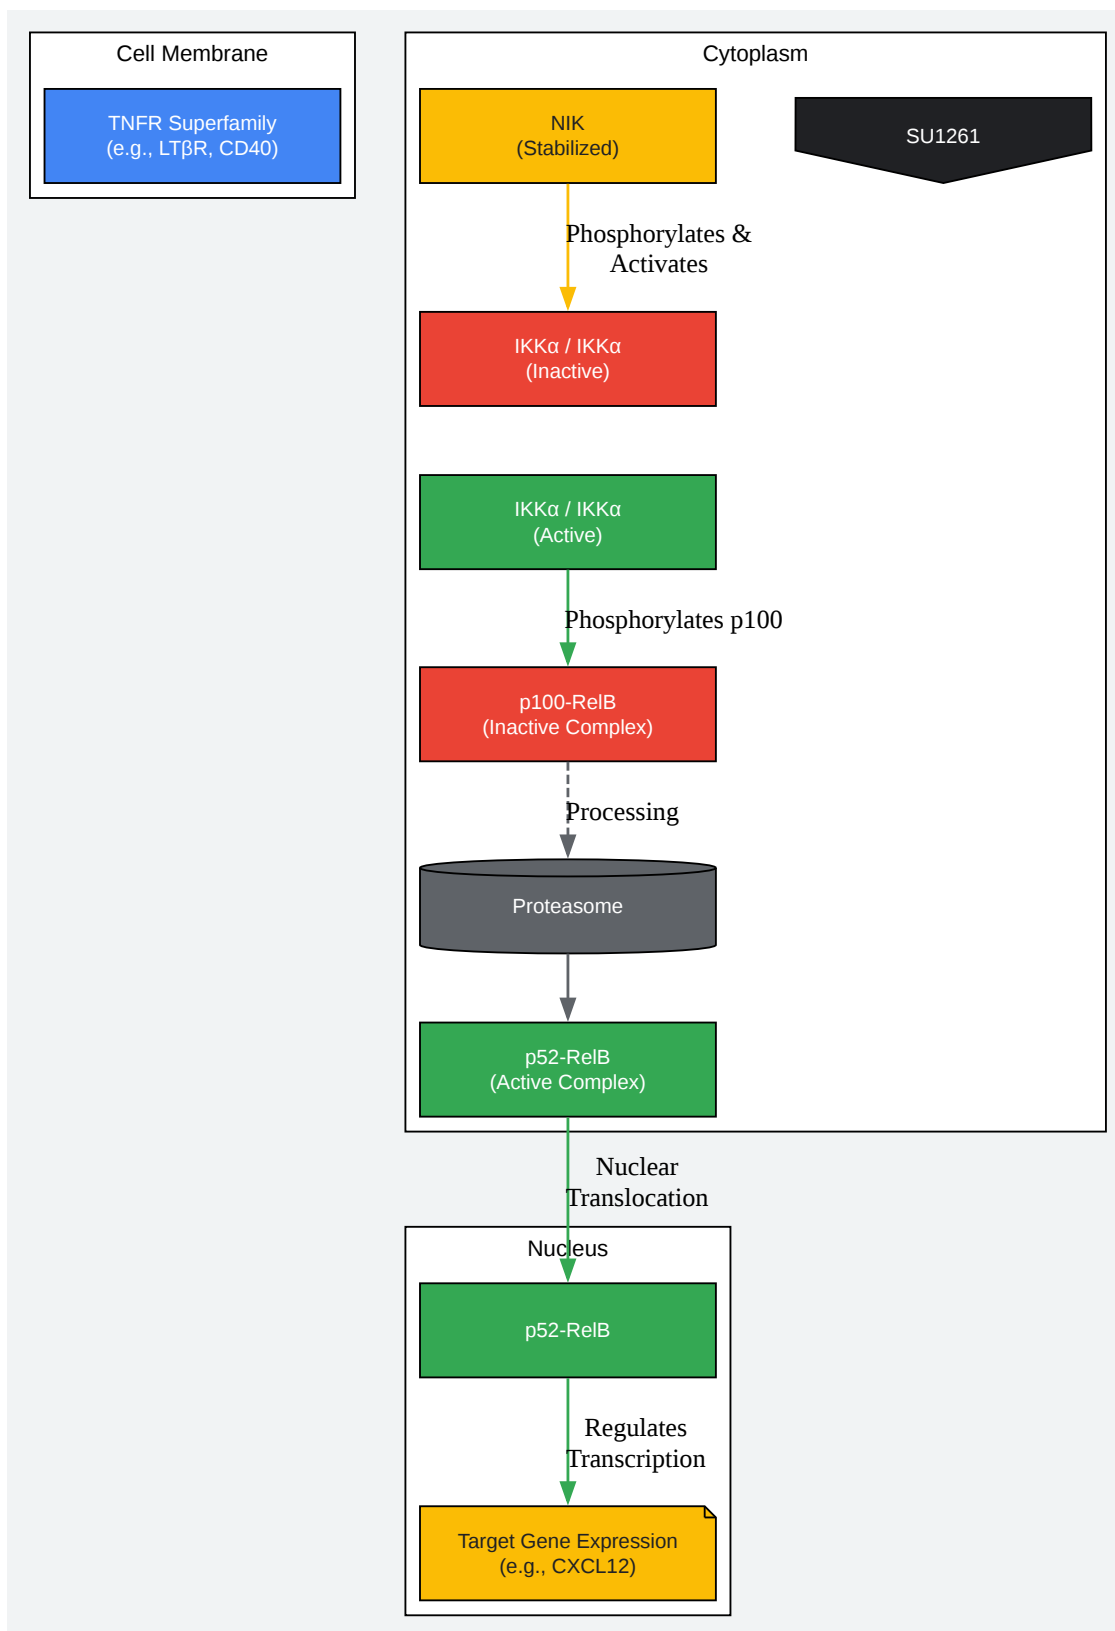 Cell Membrane
TNFR Superfamily
(e.g., LTβR, CD40)
Cytoplasm
NIK
(Stabilized)
SU1261
Phosphorylates &
Activates
IKKα / IKKα
(Inactive)
IKKα / IKKα
(Active)
Phosphorylates p100
p100-RelB
(Inactive Complex)
Processing
Proteasome
p52-RelB
(Active Complex)
Nuclear
Translocation
Nucleus
p52-RelB
Regulates
Transcription
Target Gene Expression
(e.g., CXCL12)